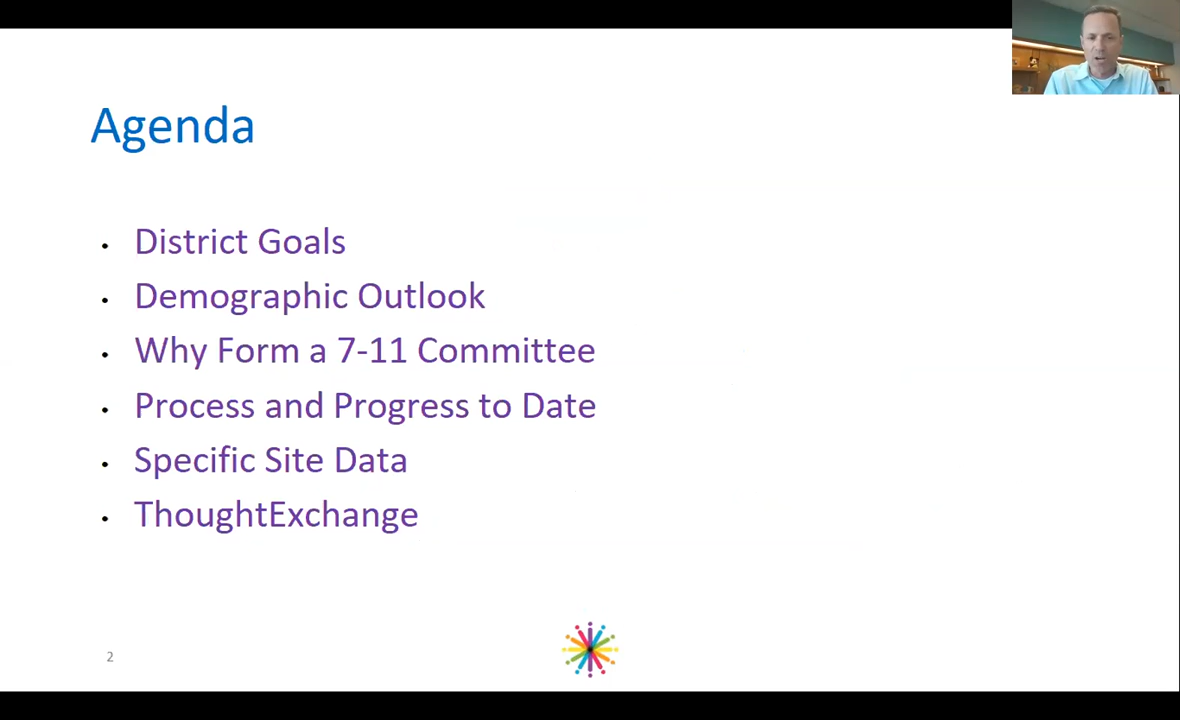 Agenda
• District Goals
• Demographic Outlook
• Why Form a 7-11 Committee
• Process and Progress to Date
• Specific Site Data
• ThoughtExchange
2